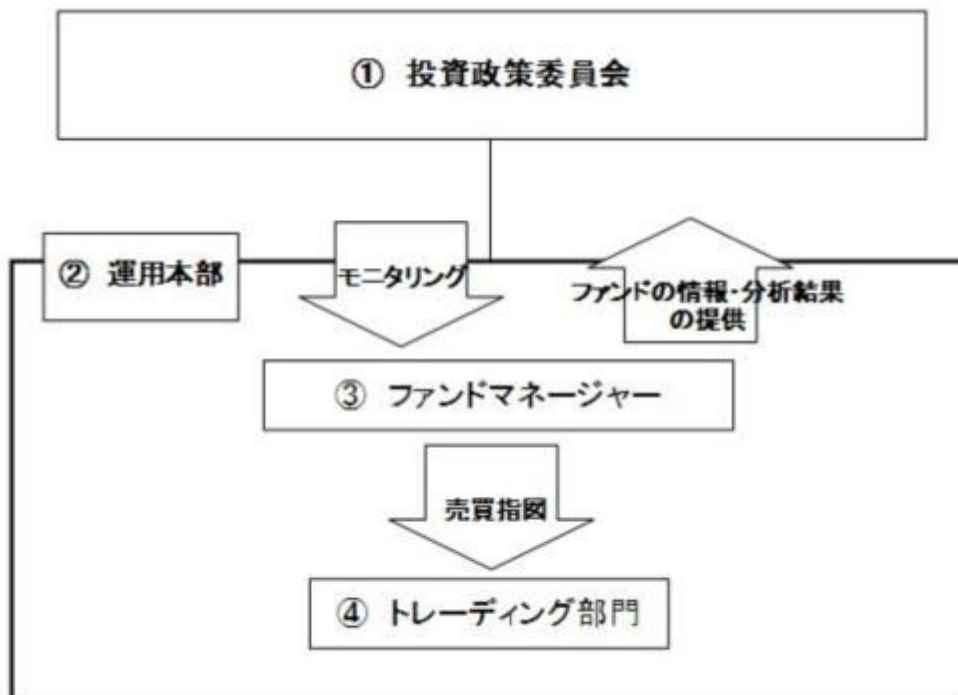 ① 投資政策委員会
② 運用本部
モニタリング
ファンドの情報・分析結果
の提供
③ ファンドマネージャー
売買指図
④ トレーディング部門